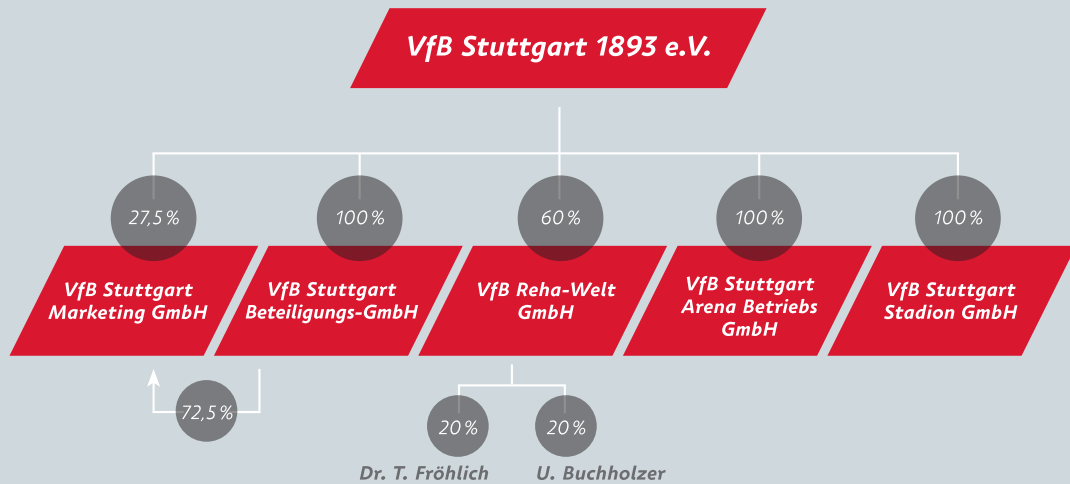 VfB Stuttgart 1893 e.V.
27,5 %
100 %
60 %
100 %
100 %
VfB Stuttgart
Marketing GmbH
VfB Stuttgart
Beteiligungs-GmbH
VfB Reha-Welt
GmbH
VfB Stuttgart
Arena Betriebs
GmbH
VfB Stuttgart
Stadion GmbH
72,5 %
20 %
20 %
Dr. T. Fröhlich
U. Buchholzer